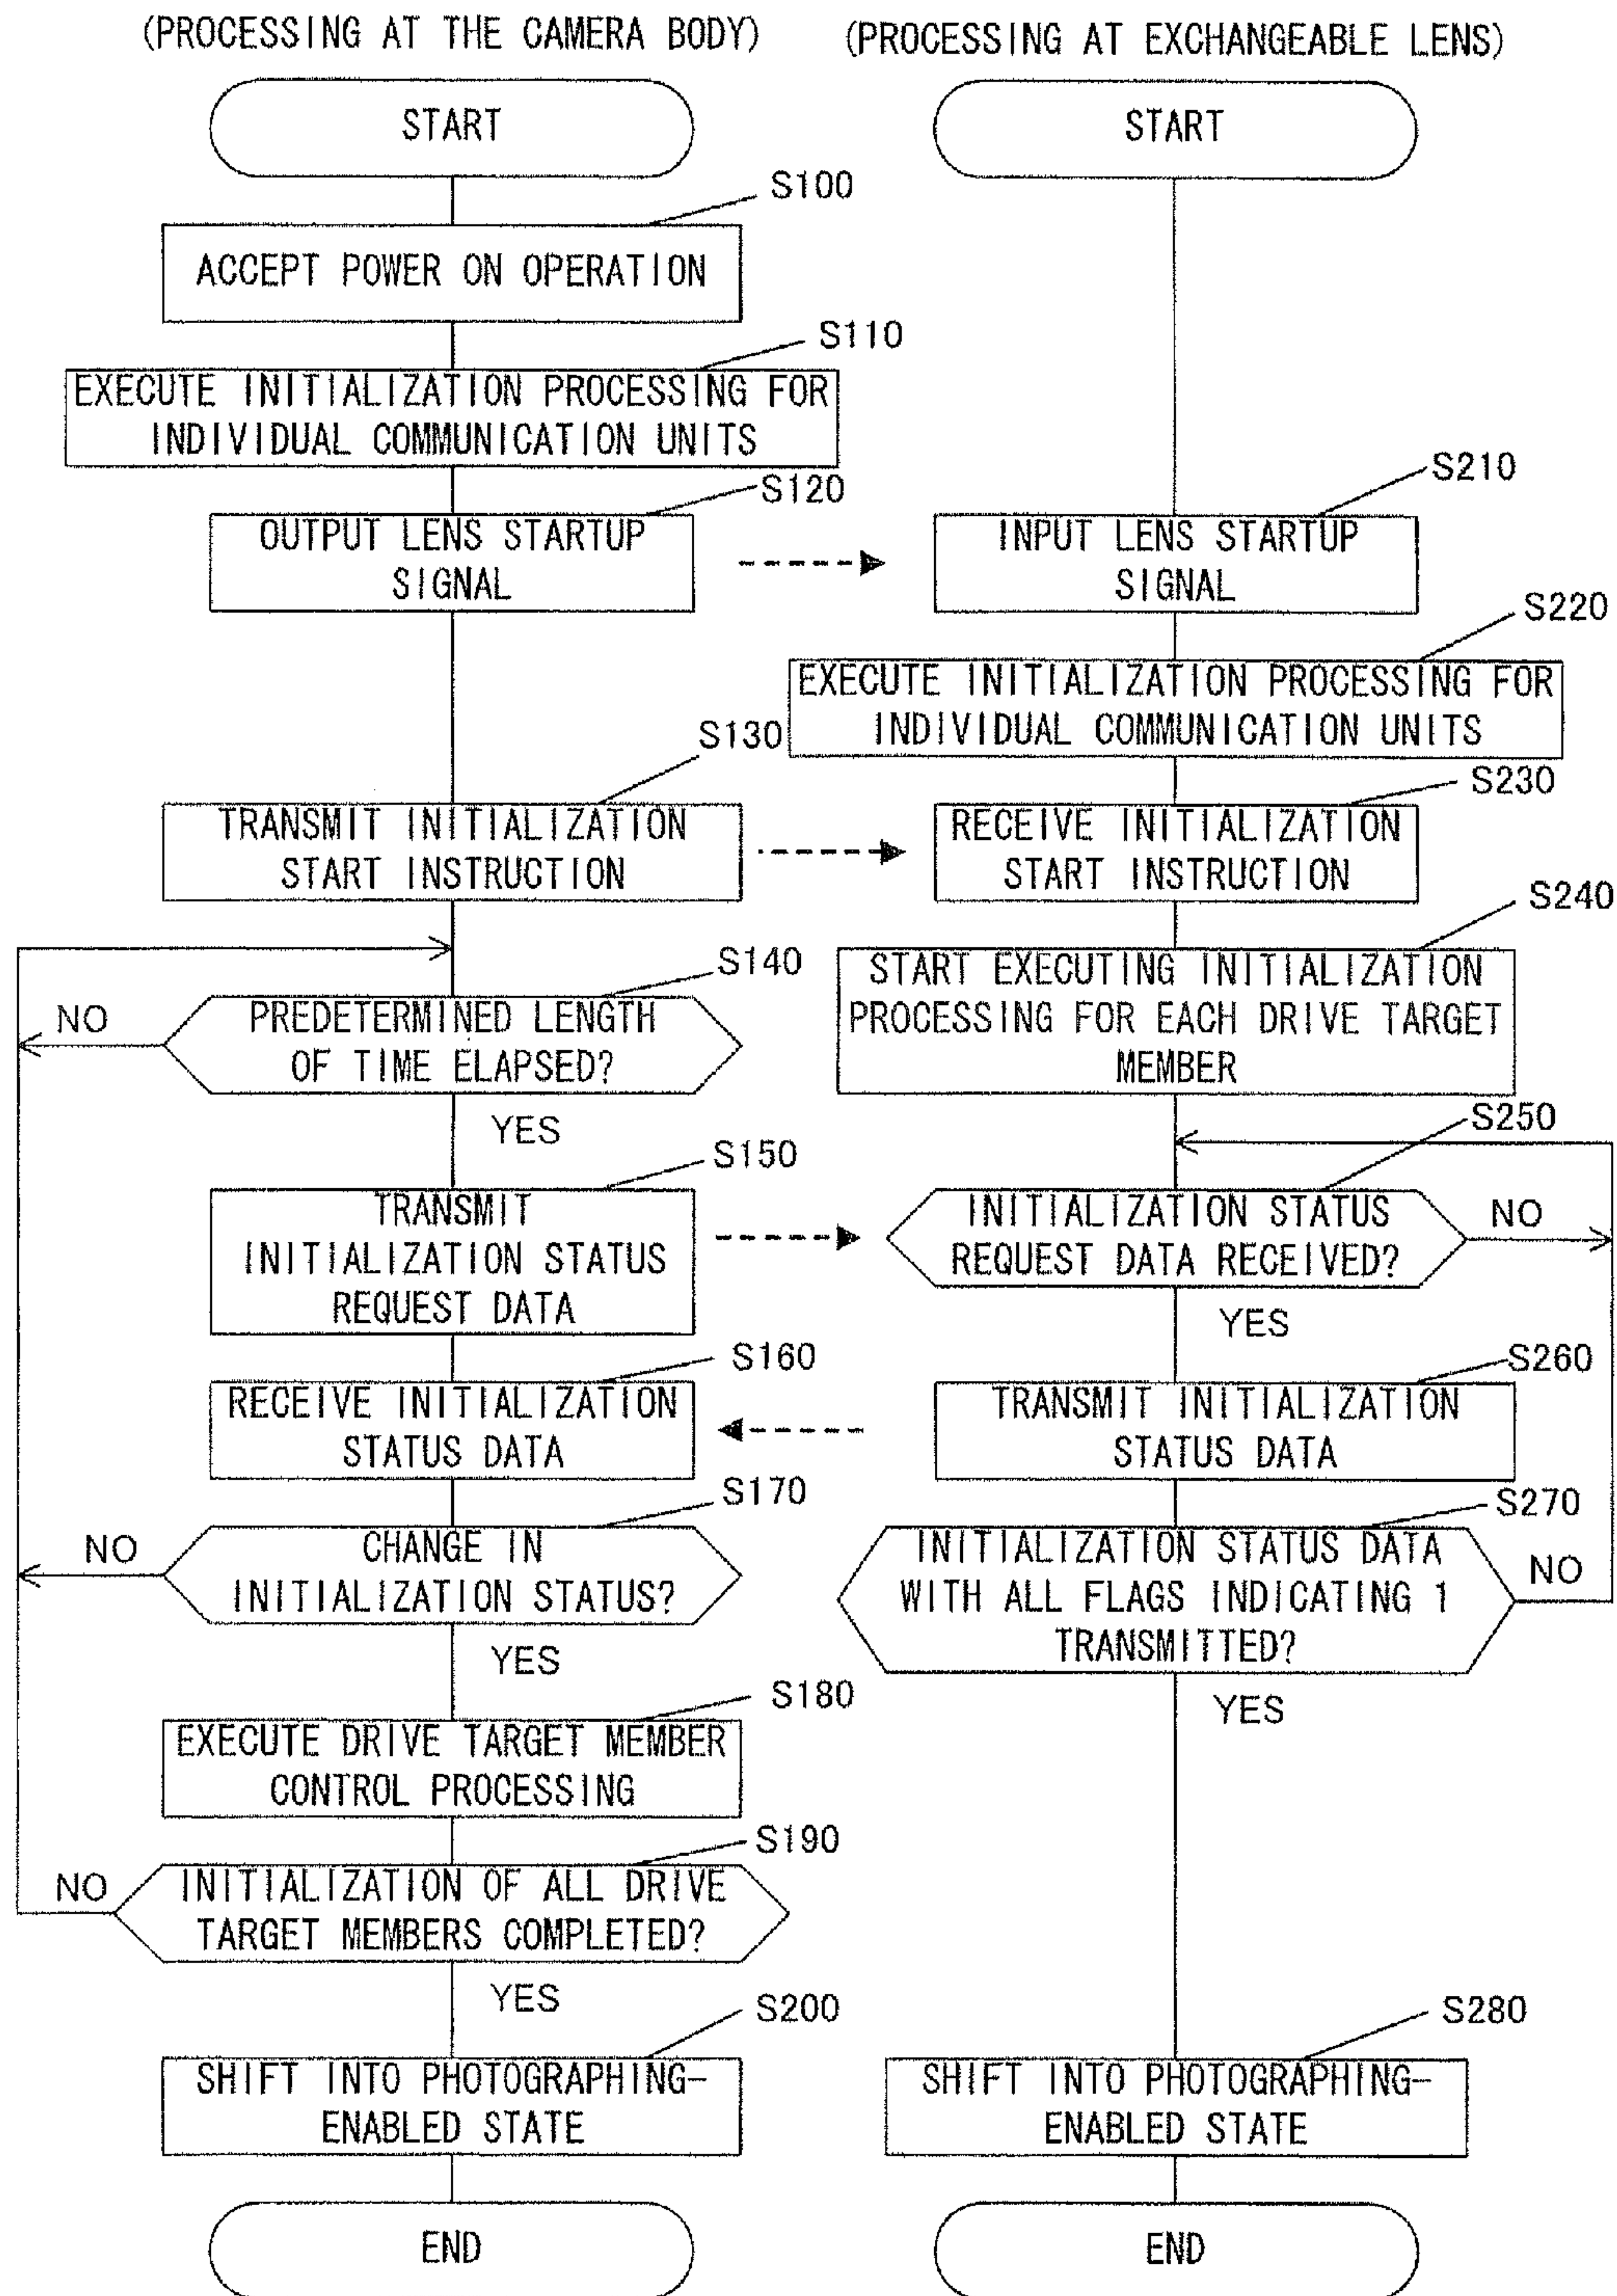 (PROCESSING AT THE CAMERA BODY)
START
S100
ACCEPT POWER ON OPERATION
S110
EXECUTE INITIALIZATION PROCESSING FOR
INDIVIDUAL COMMUNICATION UNITS
S120
OUTPUT LENS STARTUP
SIGNAL
S130
TRANSMIT INITIALIZATION
START INSTRUCTION
S140
PREDETERMINED LENGTH
OF TIME ELAPSED?
NO
YES
S150
TRANSMIT
INITIALIZATION STATUS
REQUEST DATA
S160
RECEIVE INITIALIZATION
STATUS DATA
S170
CHANGE IN
INITIALIZATION STATUS?
NO
YES
S180
EXECUTE DRIVE TARGET MEMBER
CONTROL PROCESSING
S190
INITIALIZATION OF ALL DRIVE
TARGET MEMBERS COMPLETED?
NO
YES
S200
SHIFT INTO PHOTOGRAPHING-
ENABLED STATE
END
(PROCESSING AT EXCHANGEABLE LENS)
START
S210
INPUT LENS STARTUP
SIGNAL
S220
EXECUTE INITIALIZATION PROCESSING FOR
INDIVIDUAL COMMUNICATION UNITS
S230
RECEIVE INITIALIZATION
START INSTRUCTION
S240
START EXECUTING INITIALIZATION
PROCESSING FOR EACH DRIVE TARGET
MEMBER
S250
INITIALIZATION STATUS
REQUEST DATA RECEIVED?
NO
YES
S260
TRANSMIT INITIALIZATION
STATUS DATA
S270
INITIALIZATION STATUS DATA
WITH ALL FLAGS INDICATING 1
TRANSMITTED?
NO
YES
S280
SHIFT INTO PHOTOGRAPHING-
ENABLED STATE
END